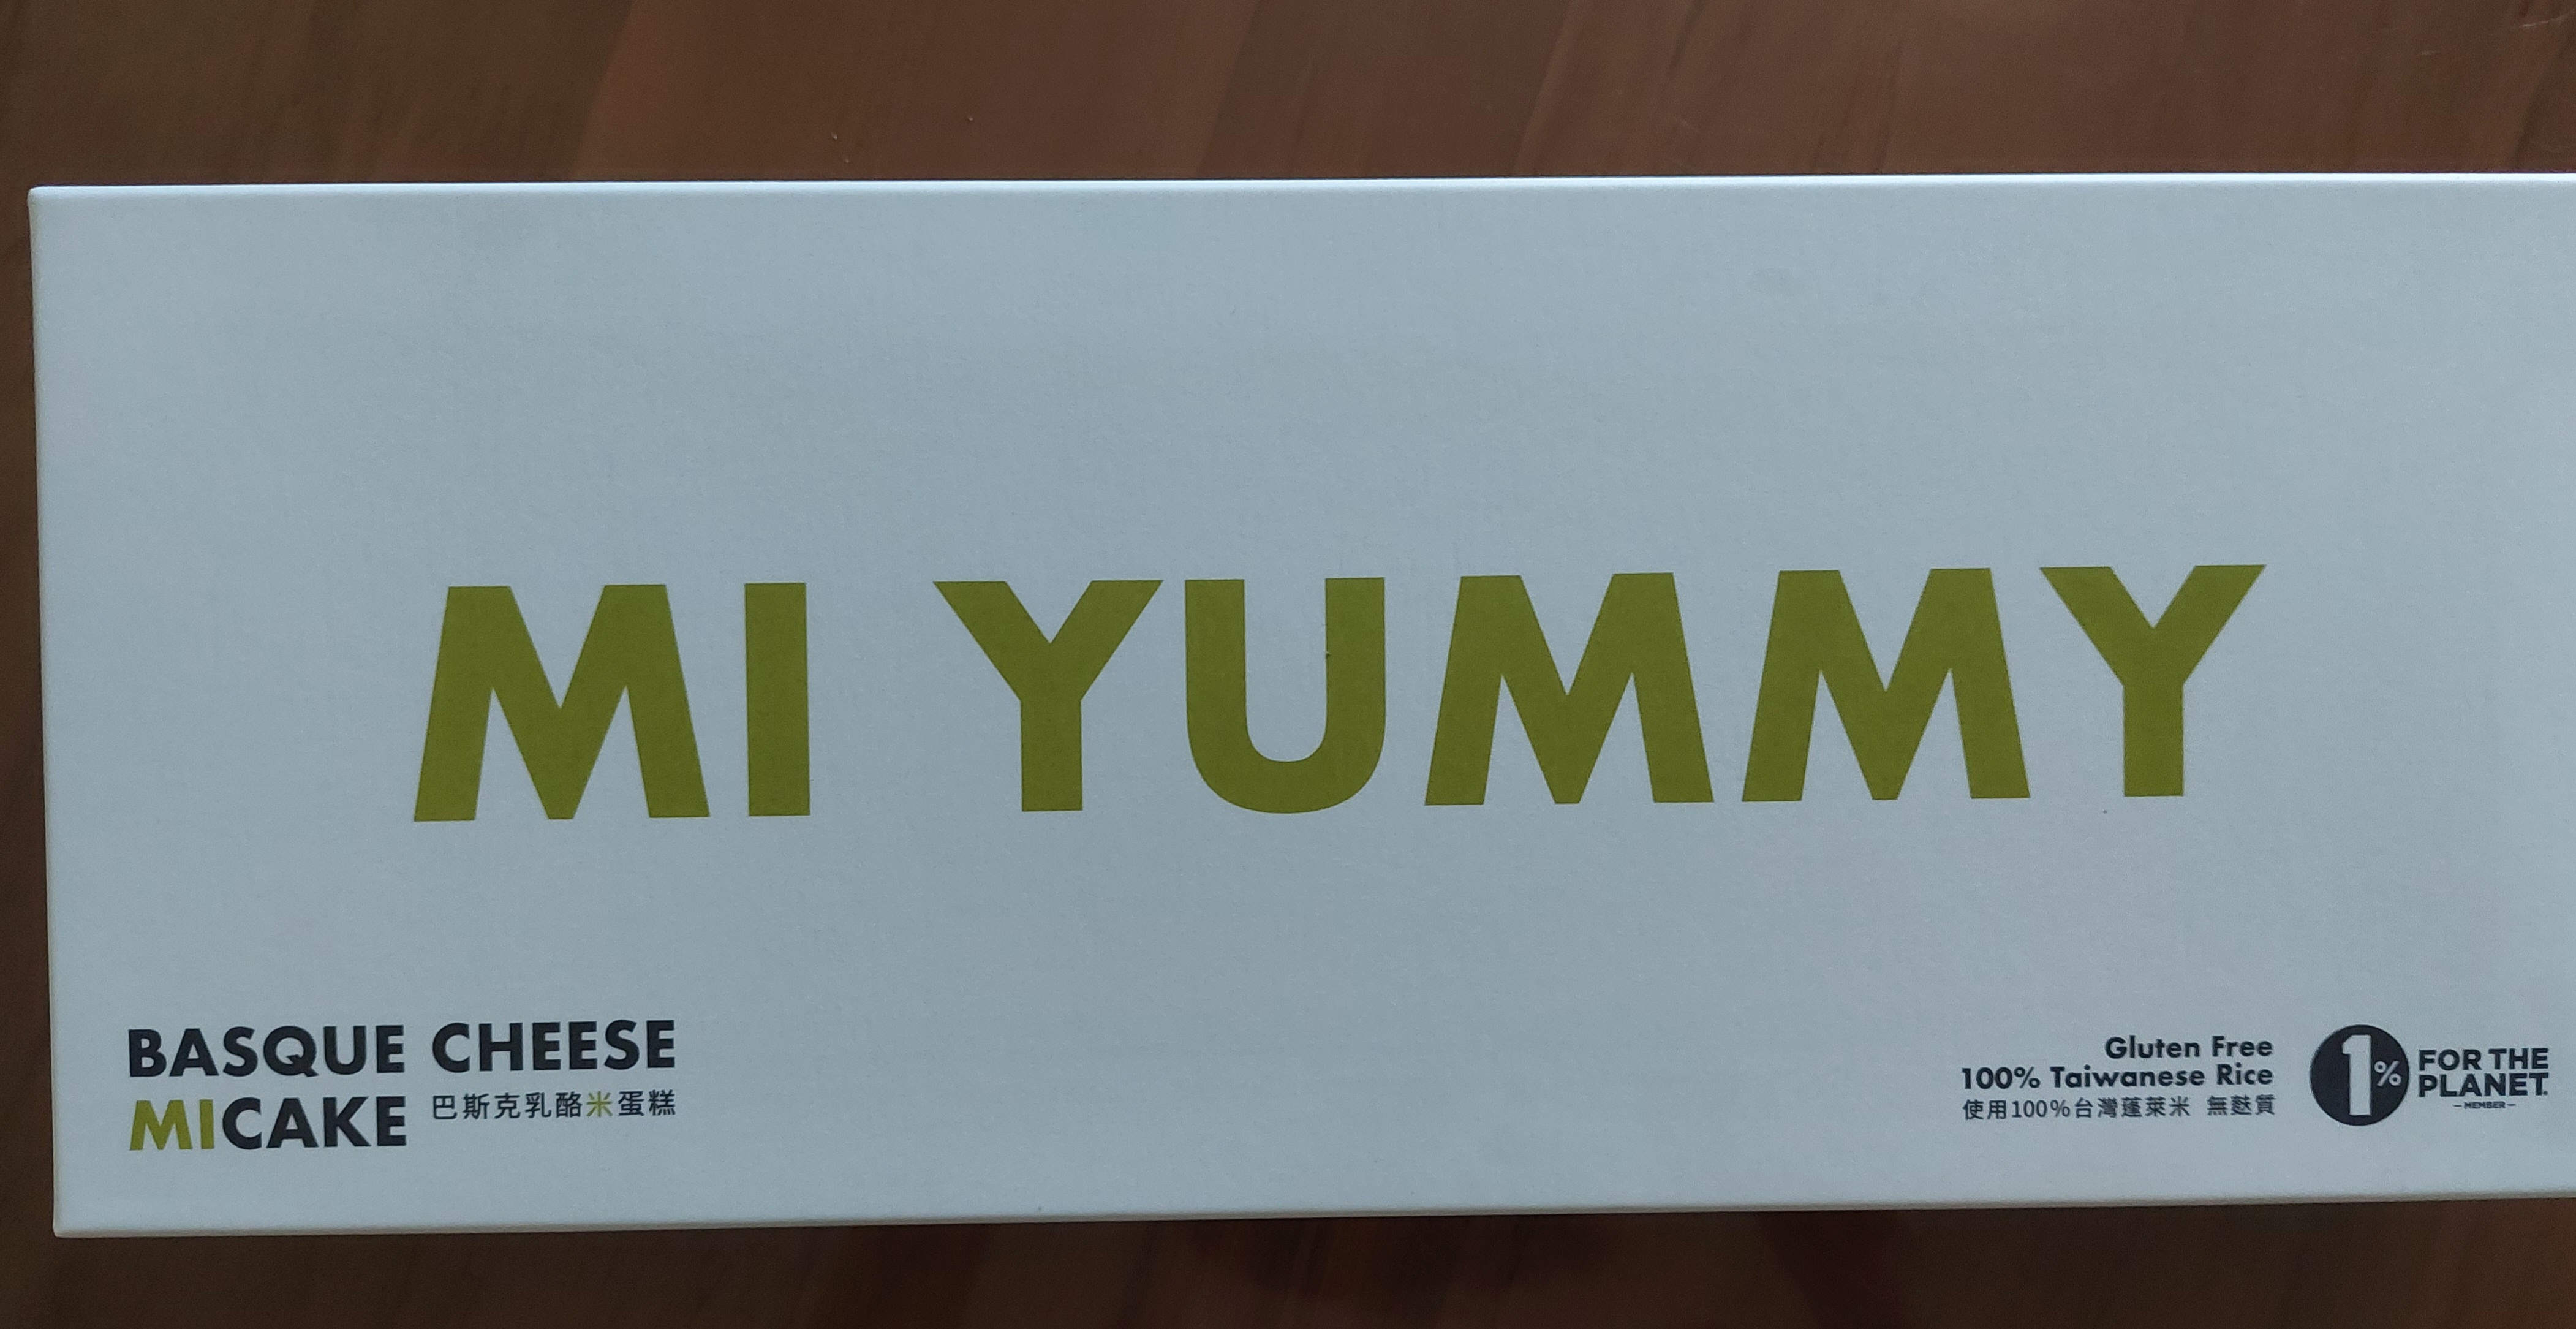 MI YUMMY
BASQUE CHEESE
MICAKE 巴斯克乳酪米蛋糕
Gluten Free
100% Taiwanese Rice
使用100%台灣蓬萊米 無麩質
1% FOR THE
PLANET.
MEMBER